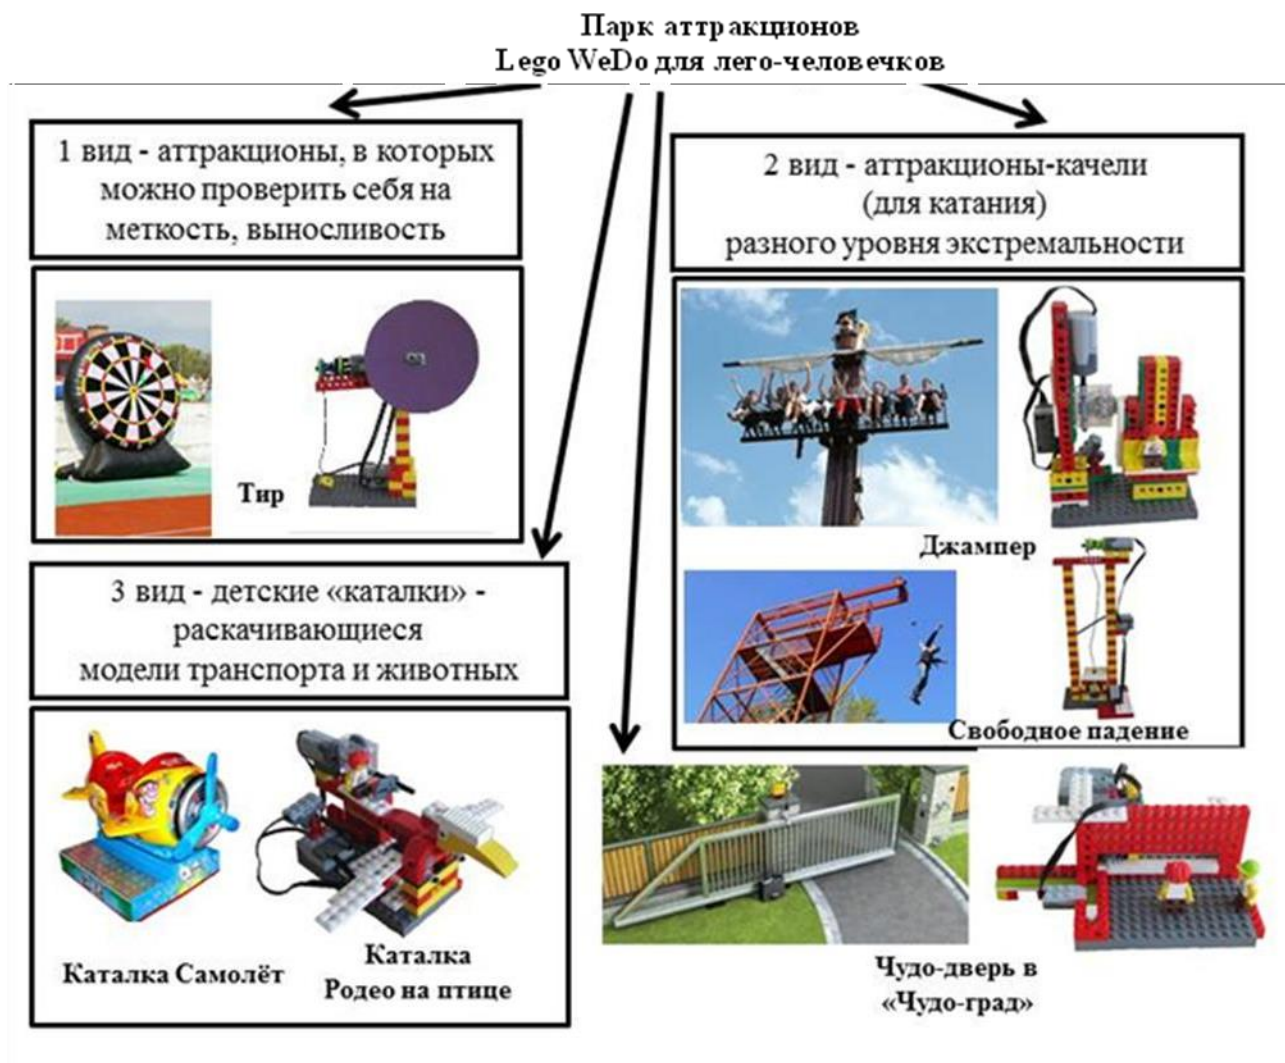 Парк аттракционов
Lego WeDo для лего-человечков
1 вид - аттракционы, в которых
можно проверить себя на
меткость, выносливость
Тир
2 вид - аттракционы-качели
(для катания)
разного уровня экстремальности
Джампер
Свободное падение
3 вид - детские «каталки» -
раскачивающиеся
модели транспорта и животных
Каталка Самолёт
Каталка
Родео на птице
Чудо-дверь в
«Чудо-град»